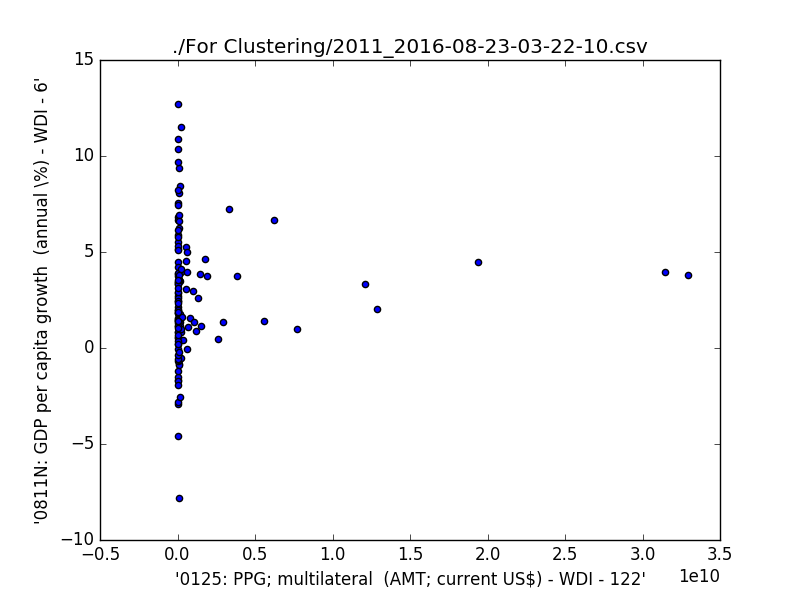 ./For Clustering/2011_2016-08-23-03-22-10.csv
15
10
5
0
−5
−10
'0811N: GDP per capita growth  (annual \%) - WDI - 6'
−0.5 0.0 0.5 1.0 1.5 2.0 2.5 3.0 3.5
1e10
'0125: PPG; multilateral  (AMT; current US$) - WDI - 122'